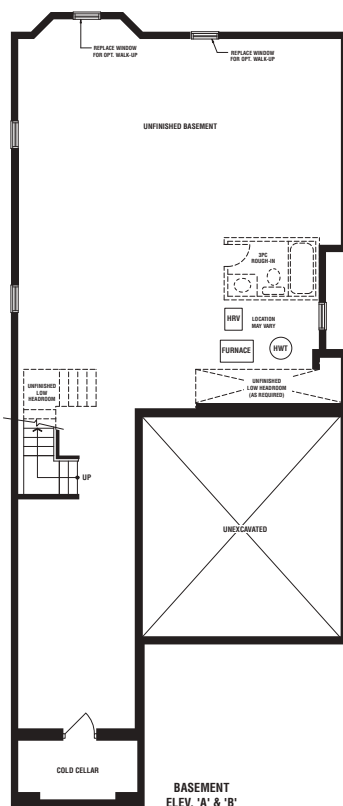 REPLACE WINDOW
FOR OPT. WALK-UP
REPLACE WINDOW
FOR OPT. WALK-UP
UNFINISHED BASEMENT
3PC
ROUGH-IN
HRV
LOCATION
MAY VARY
FURNACE
HWT
UNFINISHED
LOW
HEADROOM
UNFINISHED
LOW HEADROOM
(AS REQUIRED)
UP
UNEXCAVATED
COLD CELLAR
BASEMENT
ELEV. 'A' & 'B'